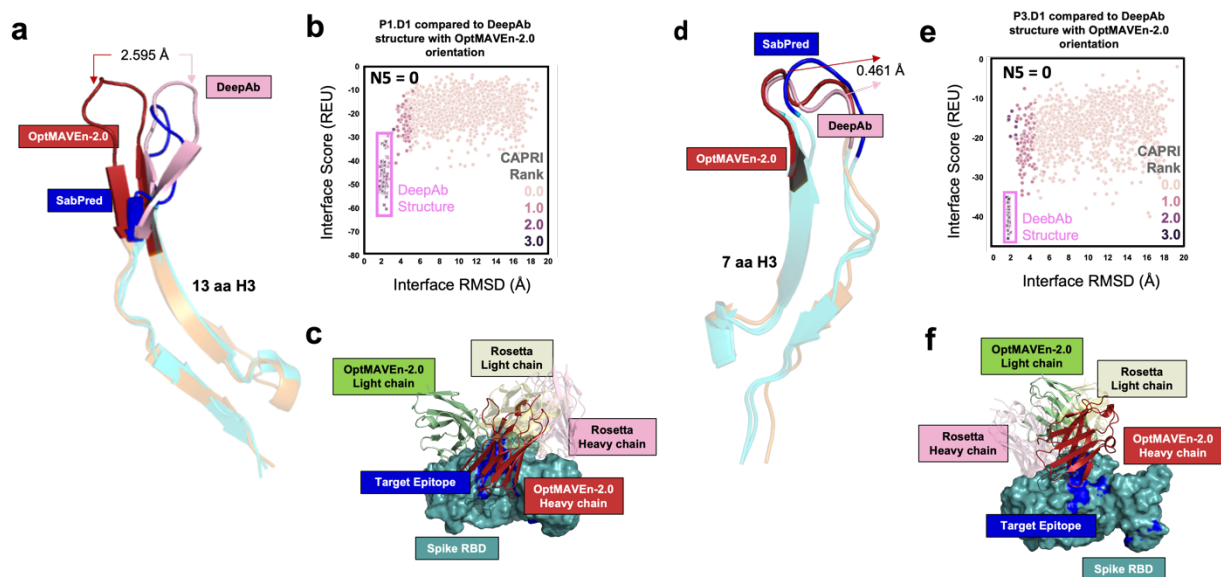 a
2.595 Å
DeepAb
OptMAVEn-2.0
SabPred
13 aa H3
b
P1.D1 compared to DeepAb
structure with OptMAVEn-2.0
orientation
N5 = 0
Interface Score (REU)
0
-10
-20
-30
-40
-50
-60
-70
-80
CAPRI
Rank
0.0
1.0
2.0
3.0
DeepAb
Structure
0 2 4 6 8 10 12 14 16 18 20
Interface RMSD (Å)
c
OptMAVEn-2.0
Light chain
Rosetta
Light chain
Rosetta
Heavy chain
Target Epitope
OptMAVEn-2.0
Heavy chain
Spike RBD
d
SabPred
0.461 Å
DeepAb
OptMAVEn-2.0
7 aa H3
e
P3.D1 compared to DeepAb
structure with OptMAVEn-2.0
orientation
N5 = 0
Interface Score (REU)
0
-10
-20
-30
-40
CAPRI
Rank
0.0
1.0
2.0
3.0
DeebAb
Structure
0 2 4 6 8 10 12 14 16 18 20
Interface RMSD (Å)
f
OptMAVEn-2.0
Light chain
Rosetta
Light chain
Rosetta
Heavy chain
OptMAVEn-2.0
Heavy chain
Target Epitope
Spike RBD